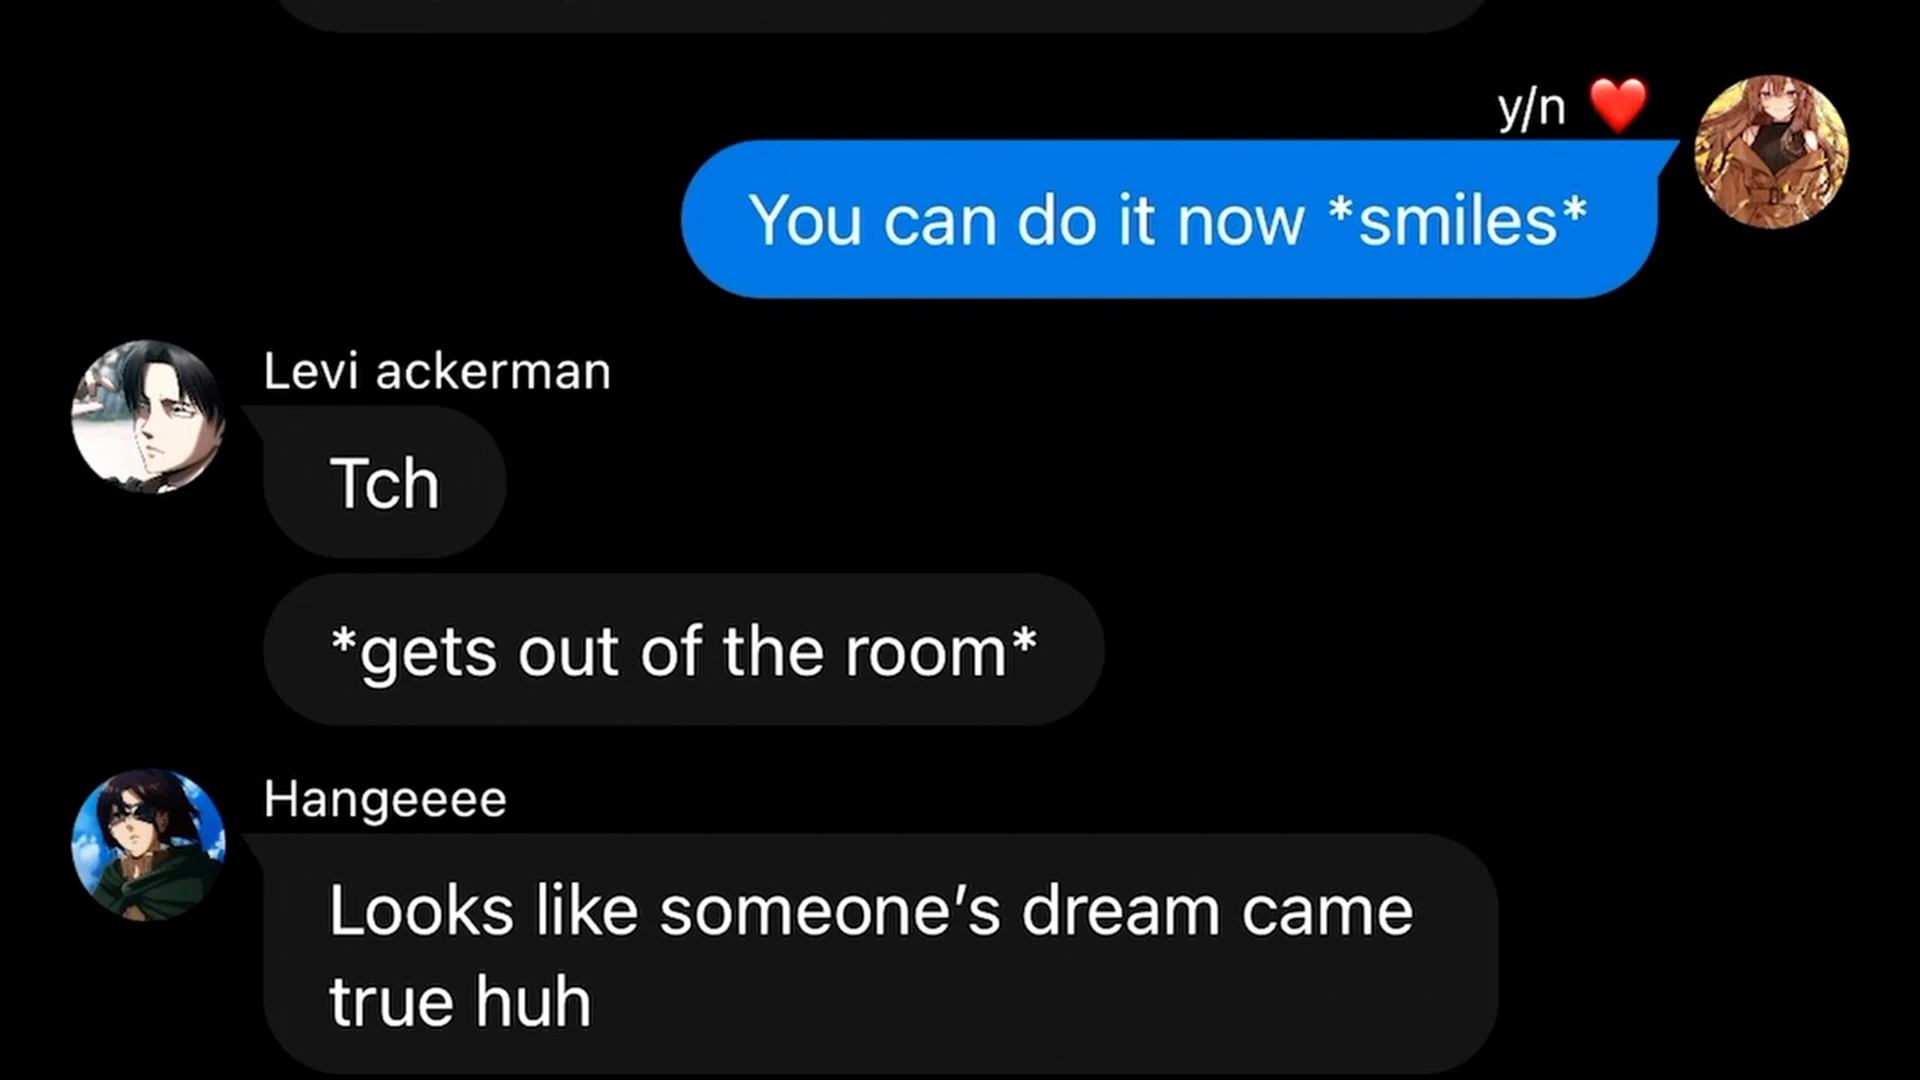 y/n ❤️
You can do it now *smiles*
Levi ackerman
Tch
*gets out of the room*
Hangeeee
Looks like someone’s dream came
true huh